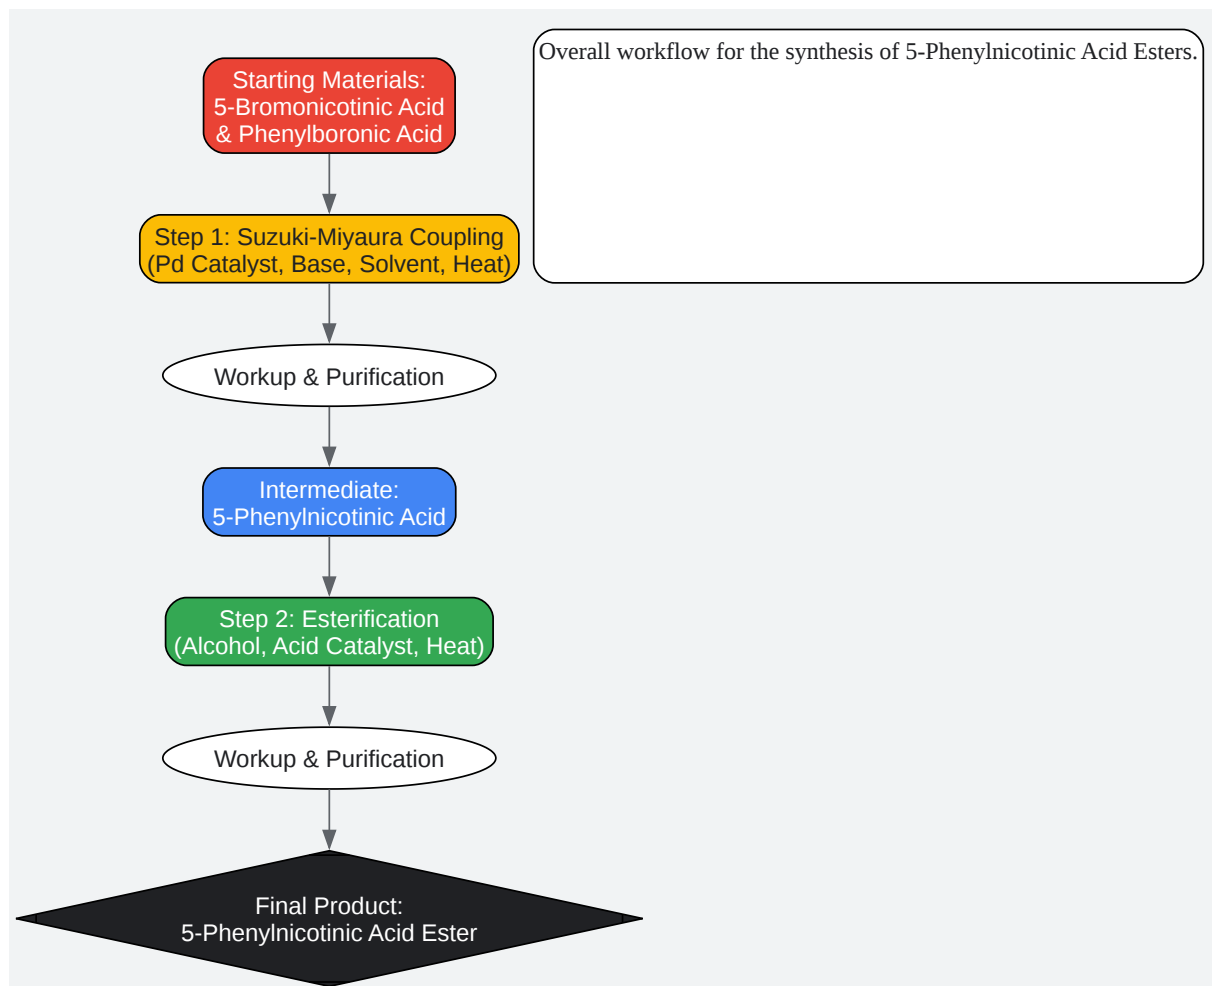 Overall workflow for the synthesis of 5-Phenylnicotinic Acid Esters.
Starting Materials:
5-Bromonicotinic Acid
& Phenylboronic Acid
Step 1: Suzuki-Miyaura Coupling
(Pd Catalyst, Base, Solvent, Heat)
Workup & Purification
Intermediate:
5-Phenylnicotinic Acid
Step 2: Esterification
(Alcohol, Acid Catalyst, Heat)
Workup & Purification
Final Product:
5-Phenylnicotinic Acid Ester